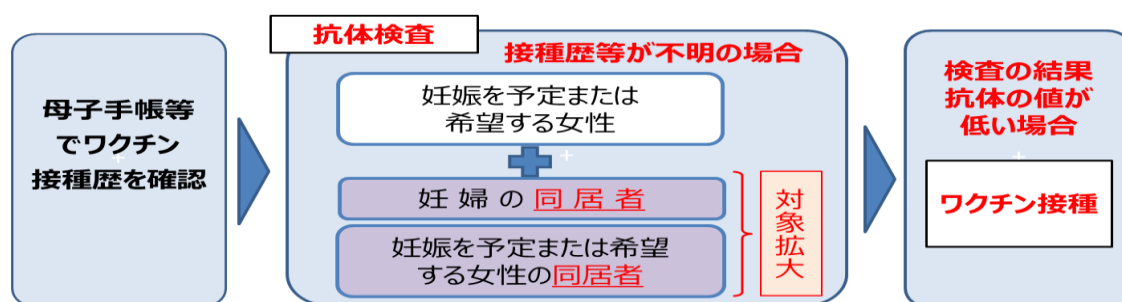 母子手帳等
でワクチン
接種歴を確認
抗体検査
接種歴等が不明の場合
妊娠を予定または
希望する女性
妊婦の同居者
妊娠を予定または希望
する女性の同居者
対象拡大
検査の結果
抗体の値が
低い場合
ワクチン接種